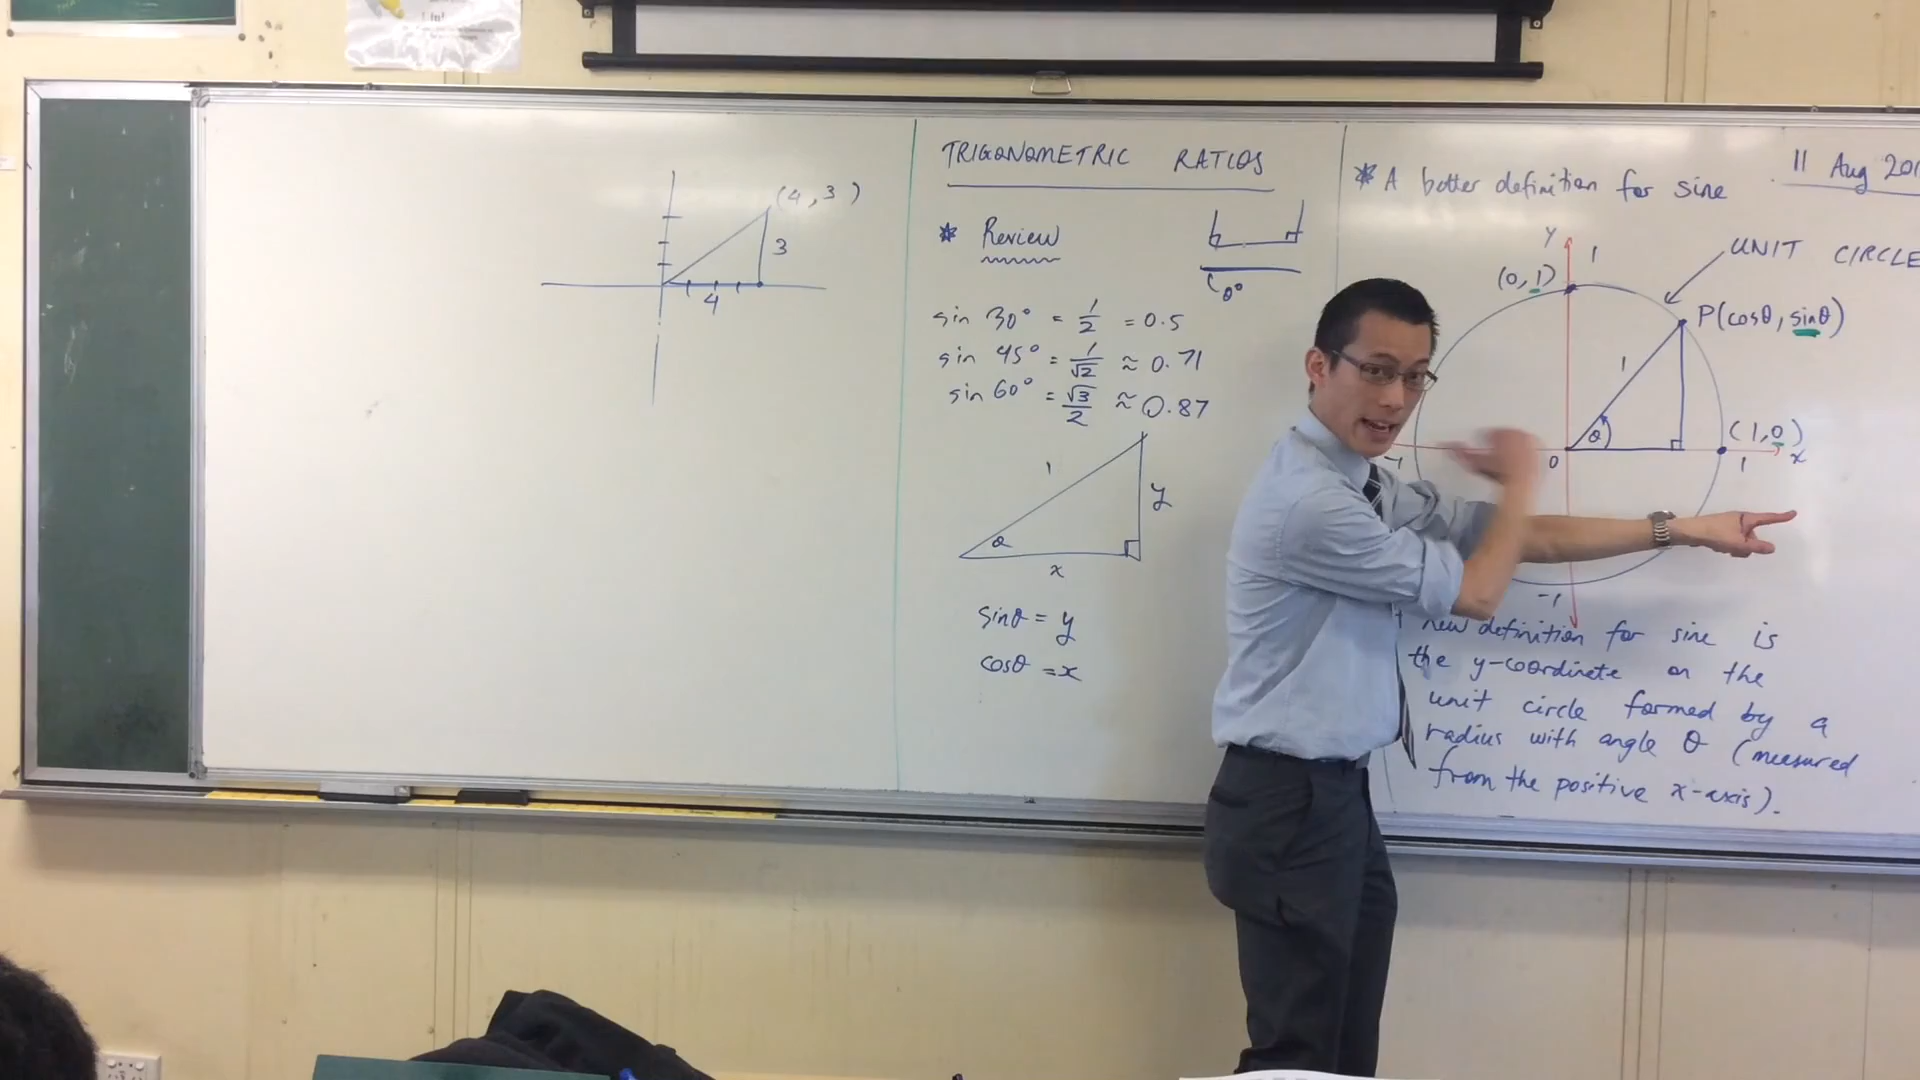 (4,3)
3
4
TRIGONOMETRIC RATIOS
* Review
θ°
sin 30° = 1/2 = 0.5
sin 45° = 1/√2 ≈ 0.71
sin 60° = √3/2 ≈ 0.87
1
y
θ
x
sinθ = y
cosθ = x
11 Aug 201
* A better definition for sine
y
1
UNIT CIRCLE
(0,1)
P(cosθ, sinθ)
1
θ
(1,0)
-1
0
1
x
-1
new definition for sine is
the y-coordinate on the
unit circle formed by a
radius with angle θ (measured
from the positive x-axis).